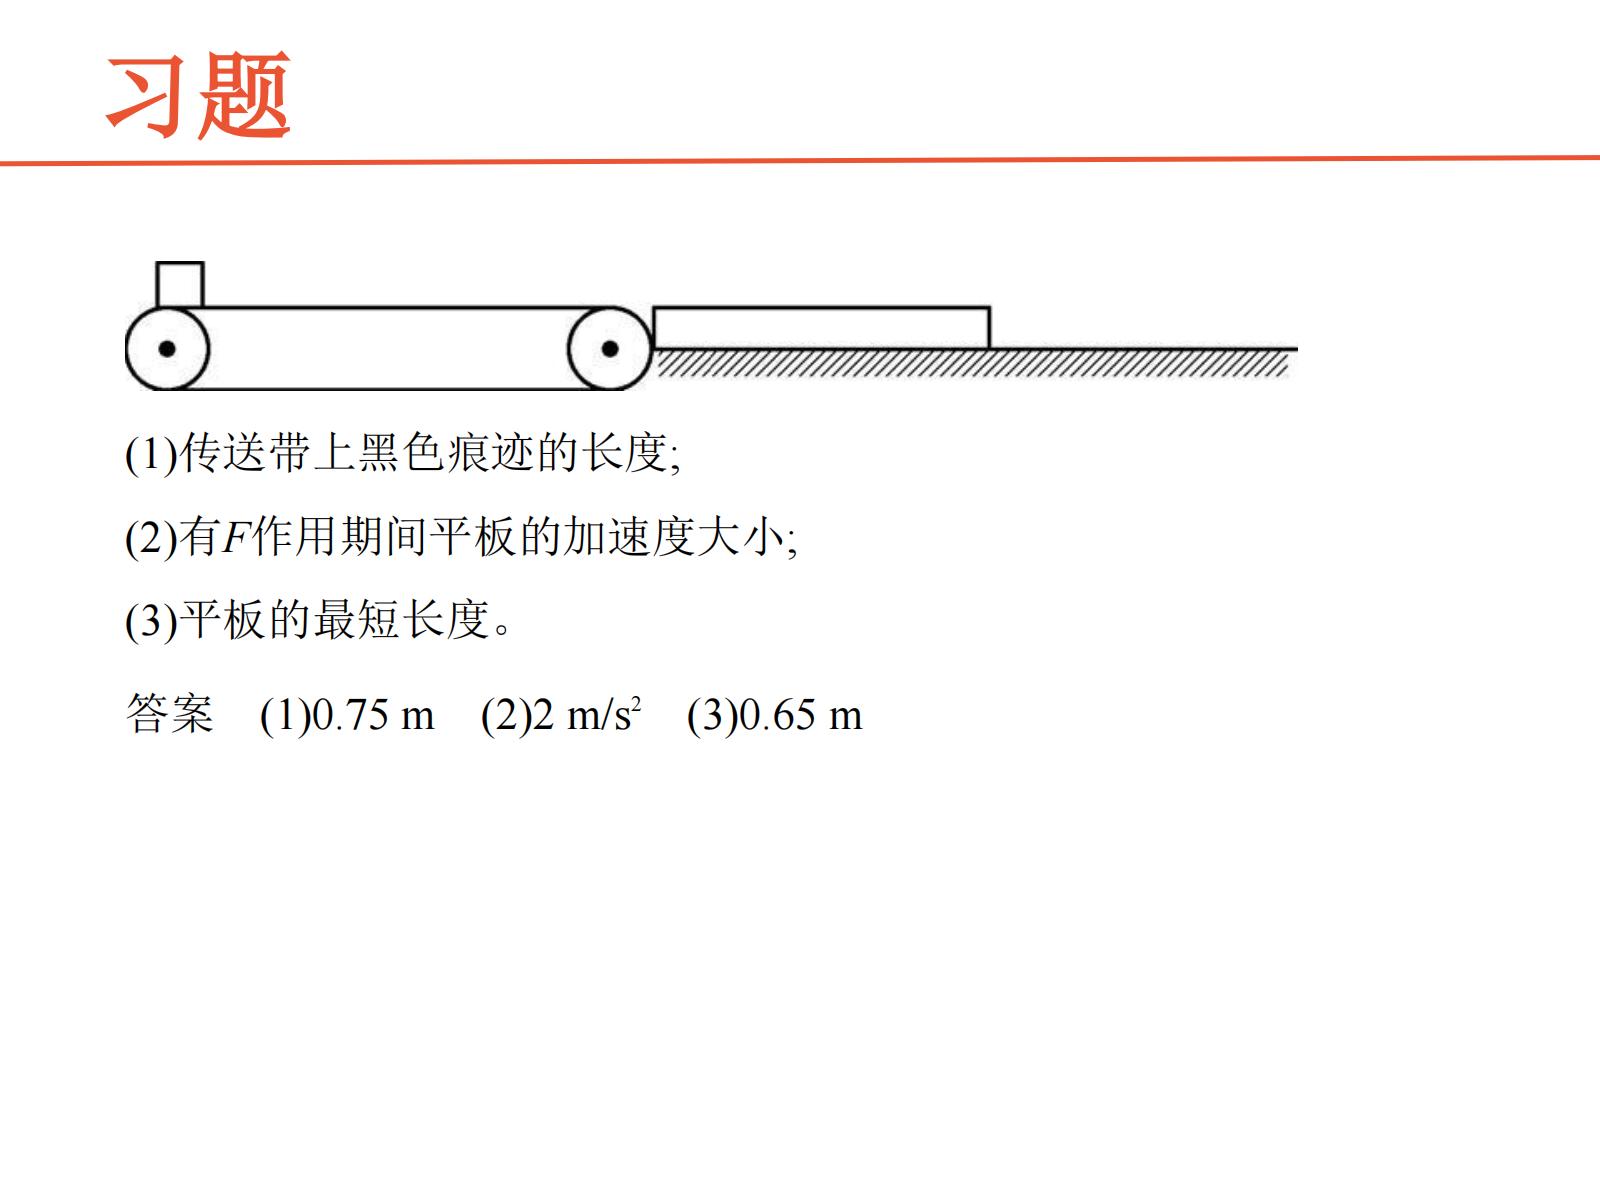 习题
(1)传送带上黑色痕迹的长度;
(2)有F作用期间平板的加速度大小;
(3)平板的最短长度。
答案 (1)0.75 m (2)2 m/s² (3)0.65 m